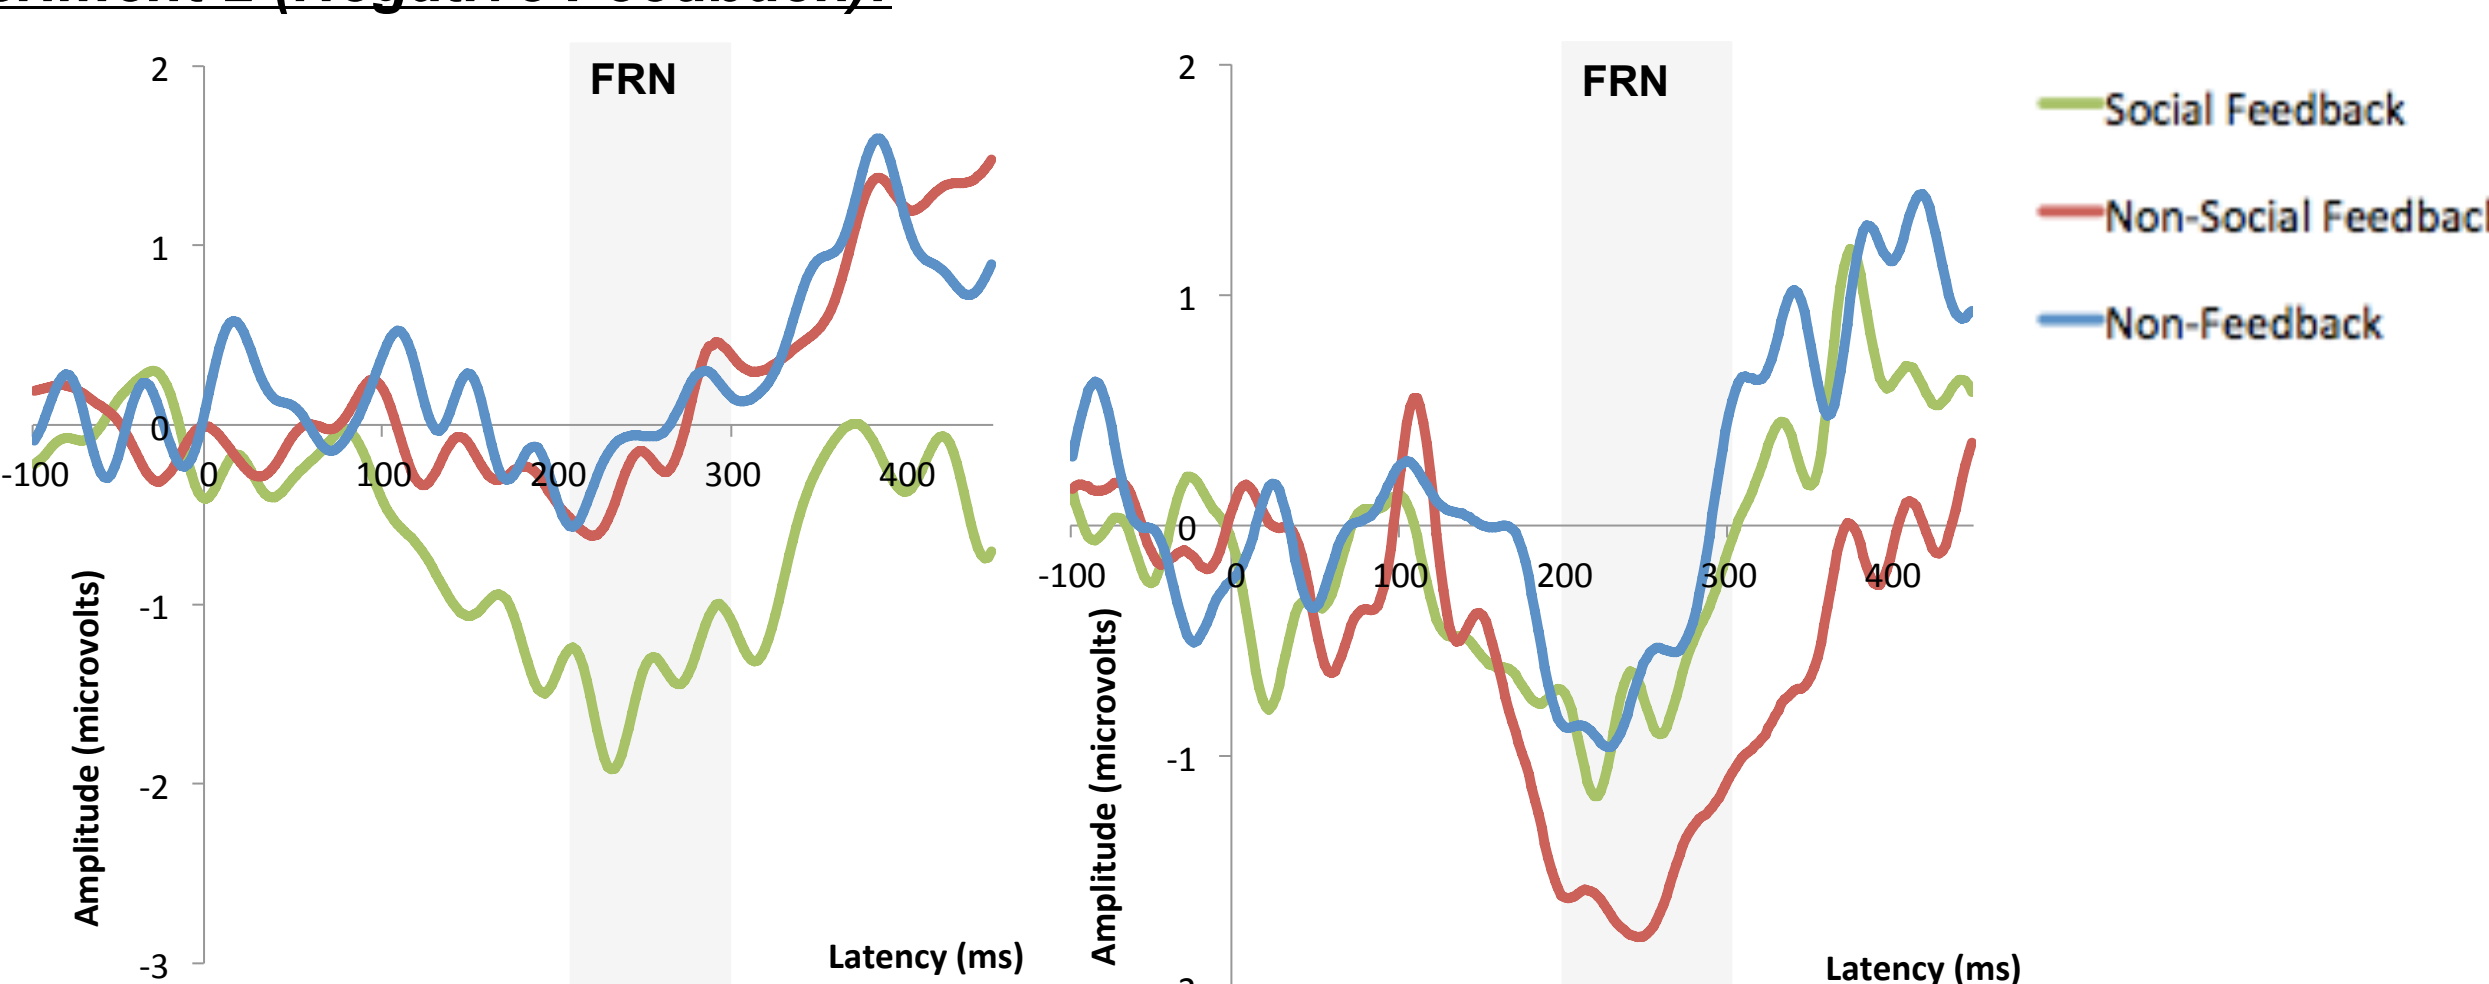 FRN
2
1
0
-1
-2
-3
-100 0 100 200 300 400
Amplitude (microvolts)
Latency (ms)
FRN
2
1
0
-1
-100 0 100 200 300 400
Amplitude (microvolts)
Latency (ms)
Social Feedback
Non-Social Feedback
Non-Feedback